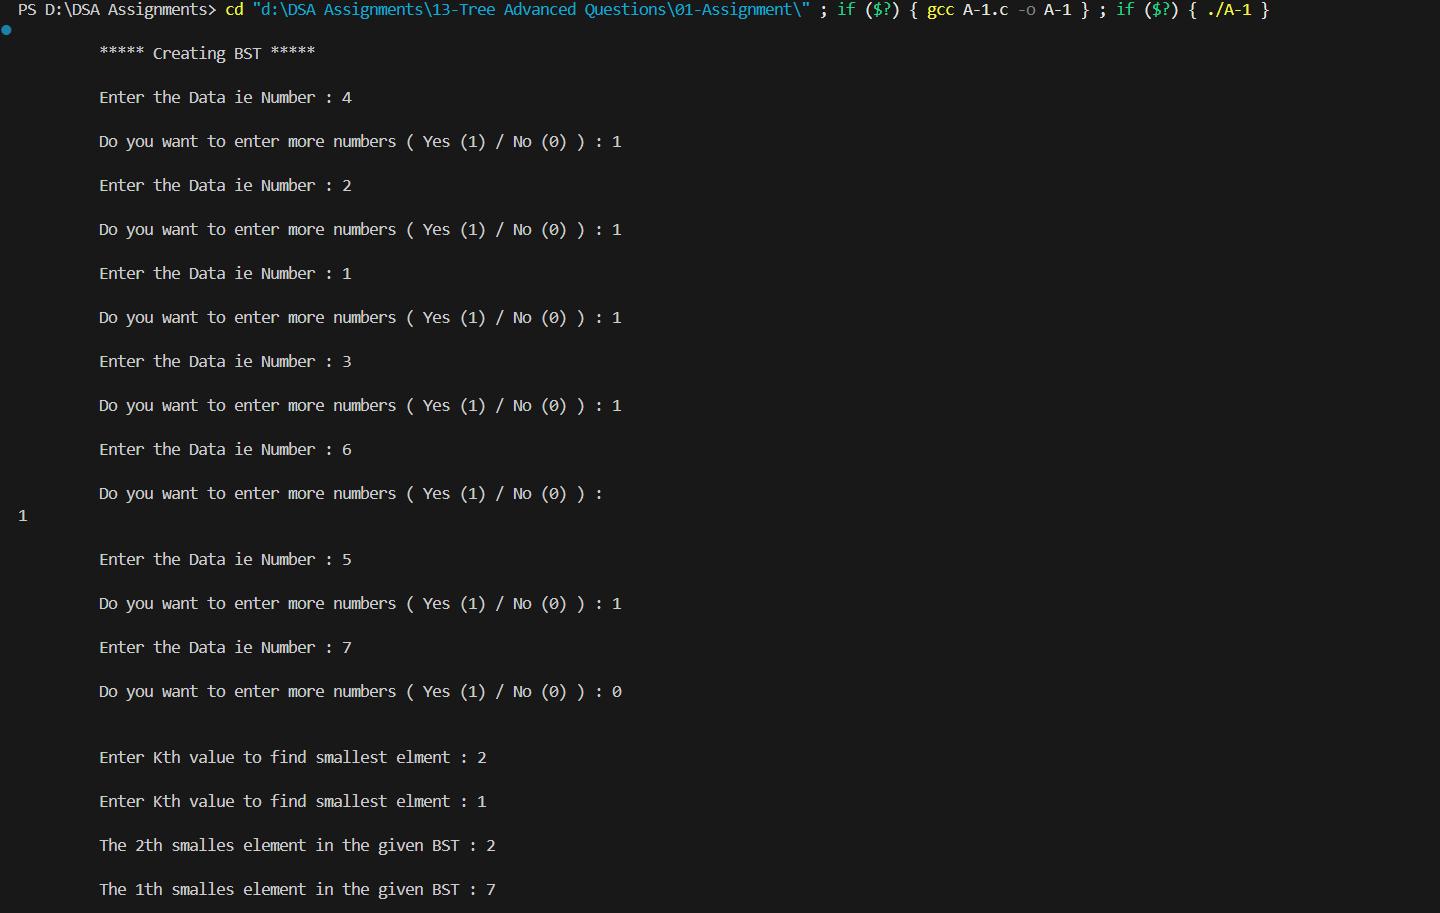 PS D:\DSA Assignments> cd "d:\DSA Assignments\13-Tree Advanced Questions\01-Assignment\" ; if ($?) { gcc A-1.c -o A-1 } ; if ($?) { ./A-1 }
***** Creating BST *****
Enter the Data ie Number : 4
Do you want to enter more numbers ( Yes (1) / No (0) ) : 1
Enter the Data ie Number : 2
Do you want to enter more numbers ( Yes (1) / No (0) ) : 1
Enter the Data ie Number : 1
Do you want to enter more numbers ( Yes (1) / No (0) ) : 1
Enter the Data ie Number : 3
Do you want to enter more numbers ( Yes (1) / No (0) ) : 1
Enter the Data ie Number : 6
Do you want to enter more numbers ( Yes (1) / No (0) ) :
1
Enter the Data ie Number : 5
Do you want to enter more numbers ( Yes (1) / No (0) ) : 1
Enter the Data ie Number : 7
Do you want to enter more numbers ( Yes (1) / No (0) ) : 0
Enter Kth value to find smallest elment : 2
Enter Kth value to find smallest elment : 1
The 2th smalles element in the given BST : 2
The 1th smalles element in the given BST : 7